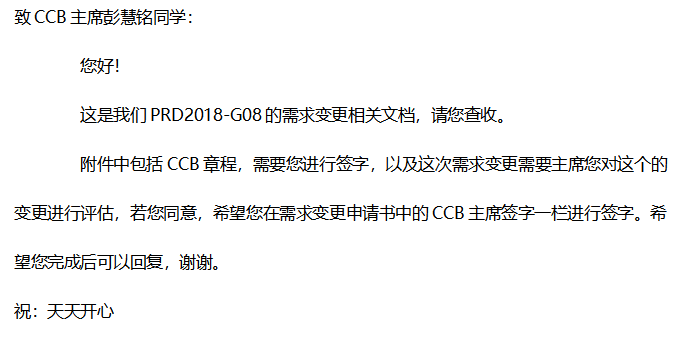 致 CCB 主席彭慧铭同学：
您好！
这是我们 PRD2018-G08 的需求变更相关文档，请您查收。
附件中包括 CCB 章程，需要您进行签字，以及这次需求变更需要主席您对这个的
变更进行评估，若您同意，希望您在需求变更申请书中的 CCB 主席签字一栏进行签字。希
望您完成后可以回复，谢谢。
祝：天天开心